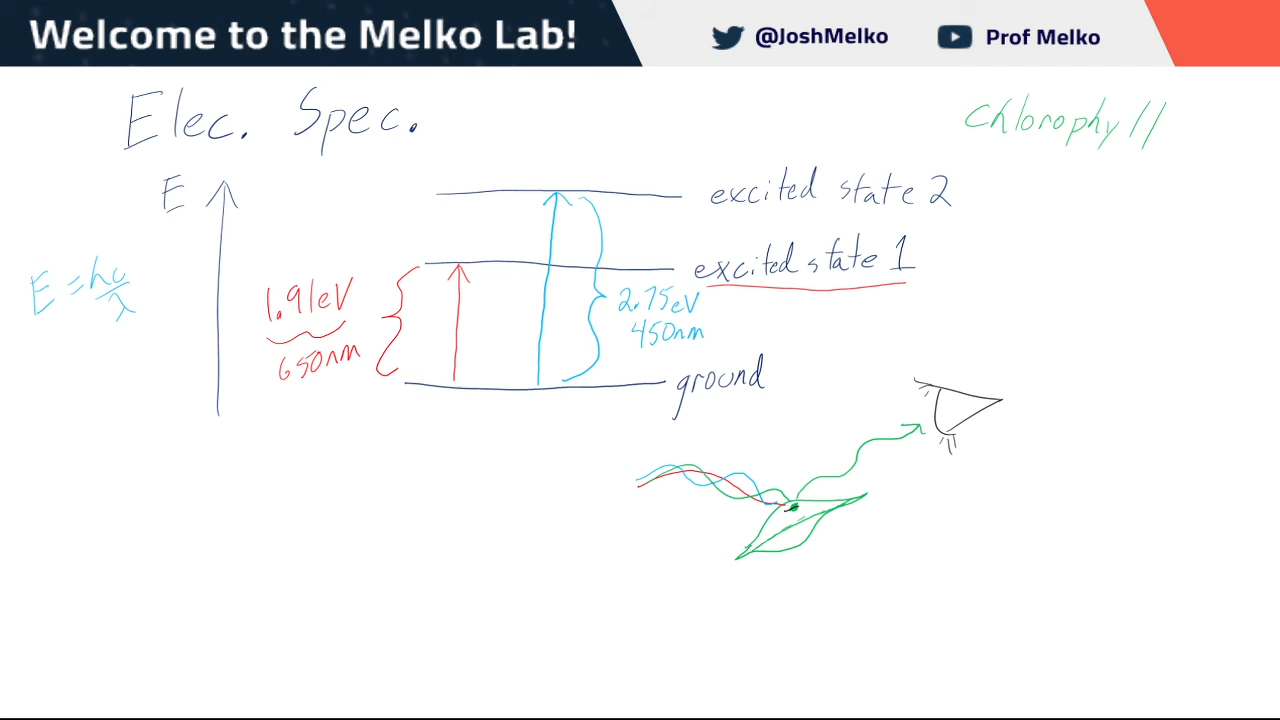 Welcome to the Melko Lab!
@JoshMelko
Prof Melko
Elec. Spec.
Chlorophyll
E
excited state 2
excited state 1
E = hc/λ
1.91eV
650nm
2.75eV
450nm
ground